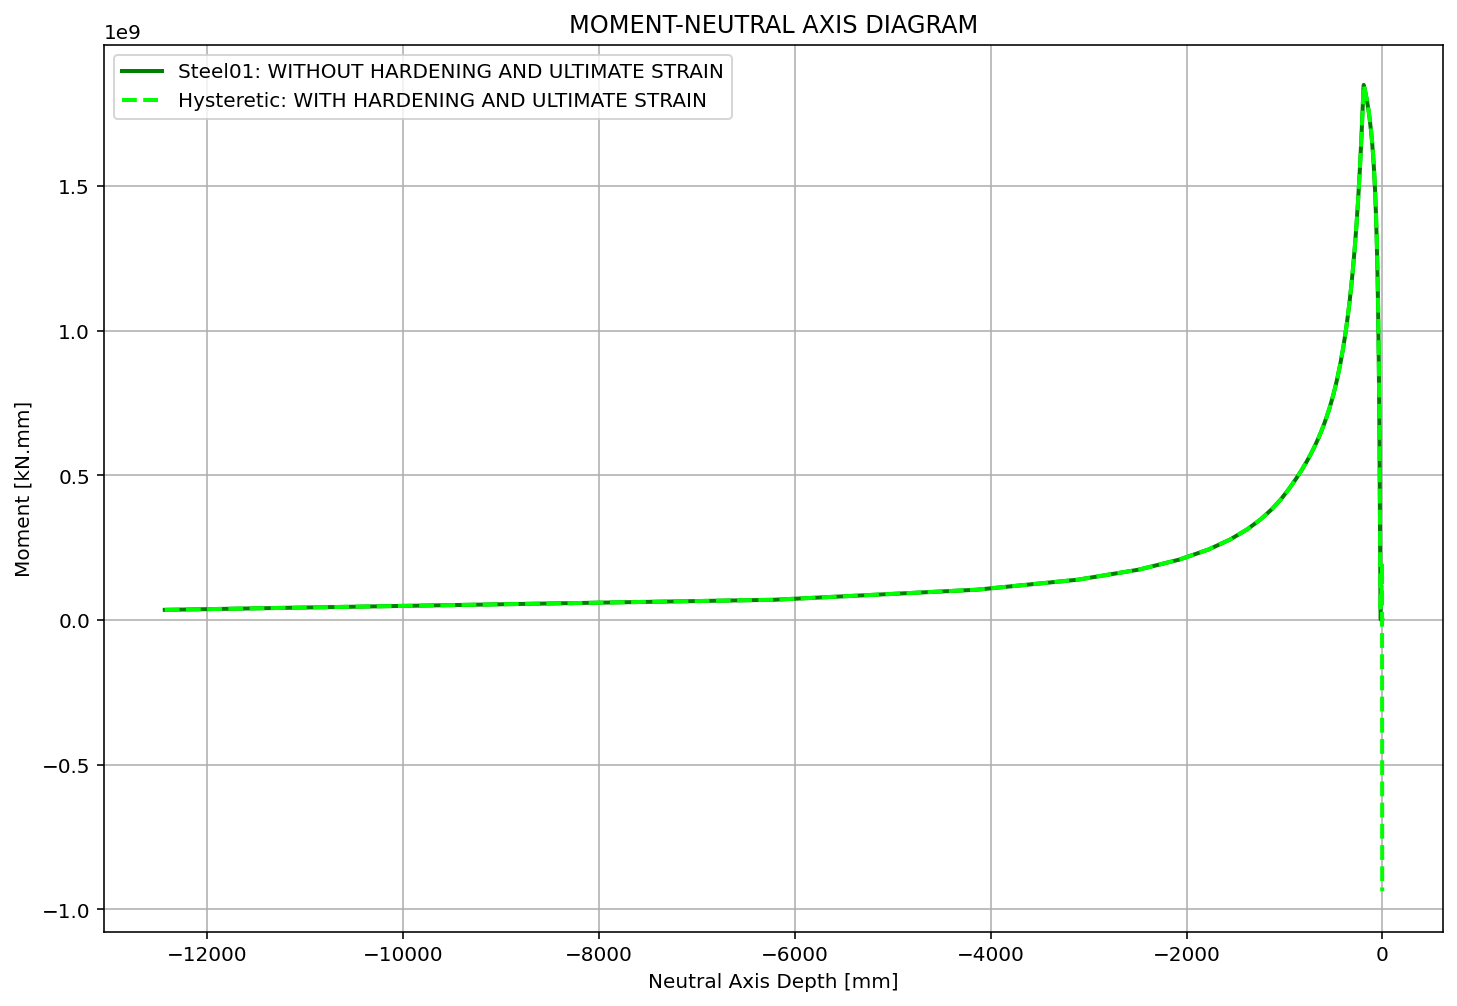 MOMENT-NEUTRAL AXIS DIAGRAM
1e9
Steel01: WITHOUT HARDENING AND ULTIMATE STRAIN
Hysteretic: WITH HARDENING AND ULTIMATE STRAIN
1.5
1.0
0.5
0.0
−0.5
−1.0
Moment [kN.mm]
−12000 −10000 −8000 −6000 −4000 −2000 0
Neutral Axis Depth [mm]